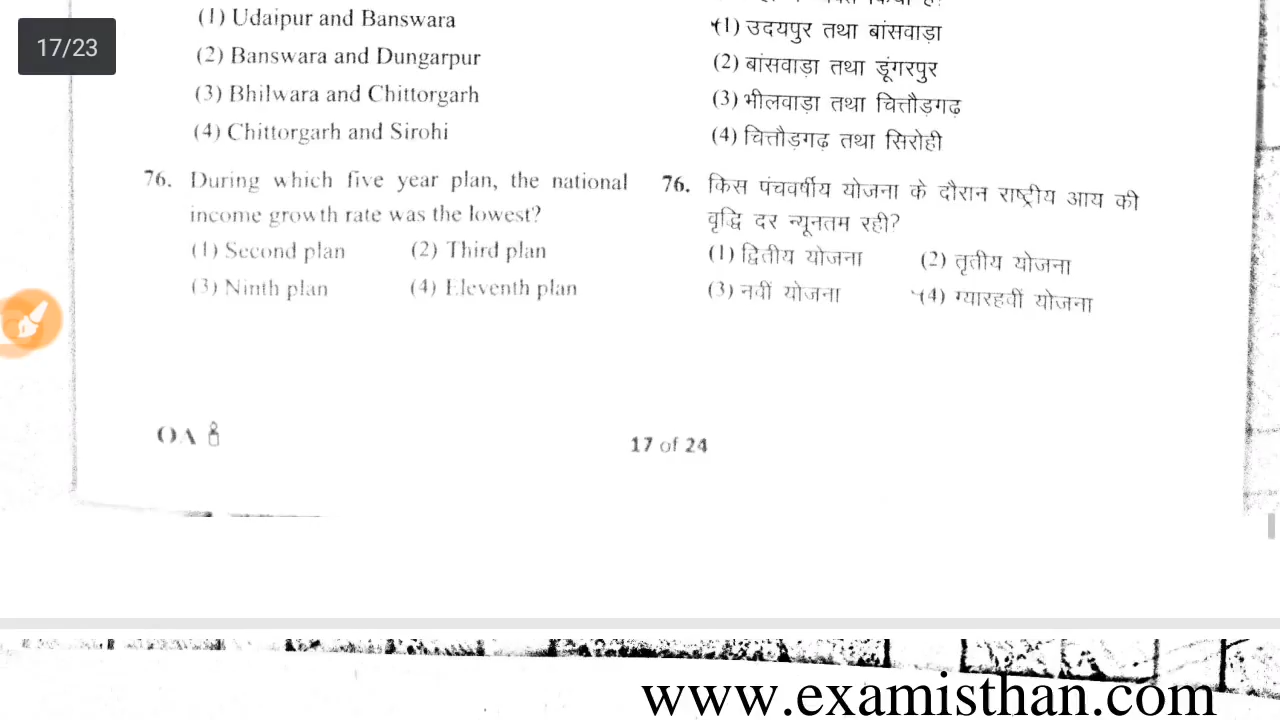 17/23
(1) Udaipur and Banswara
(2) Banswara and Dungarpur
(3) Bhilwara and Chittorgarh
(4) Chittorgarh and Sirohi
76. During which five year plan, the national
income growth rate was the lowest?
(1) Second plan (2) Third plan
(3) Ninth plan (4) Eleventh plan
(1) उदयपुर तथा बांसवाड़ा
(2) बांसवाड़ा तथा डूंगरपुर
(3) भीलवाड़ा तथा चित्तौड़गढ़
(4) चित्तौड़गढ़ तथा सिरोही
76. किस पंचवर्षीय योजना के दौरान राष्ट्रीय आय की
वृद्धि दर न्यूनतम रही?
(1) द्वितीय योजना (2) तृतीय योजना
(3) नवीं योजना (4) ग्यारहवीं योजना
OA
17 of 24
www.examisthan.com